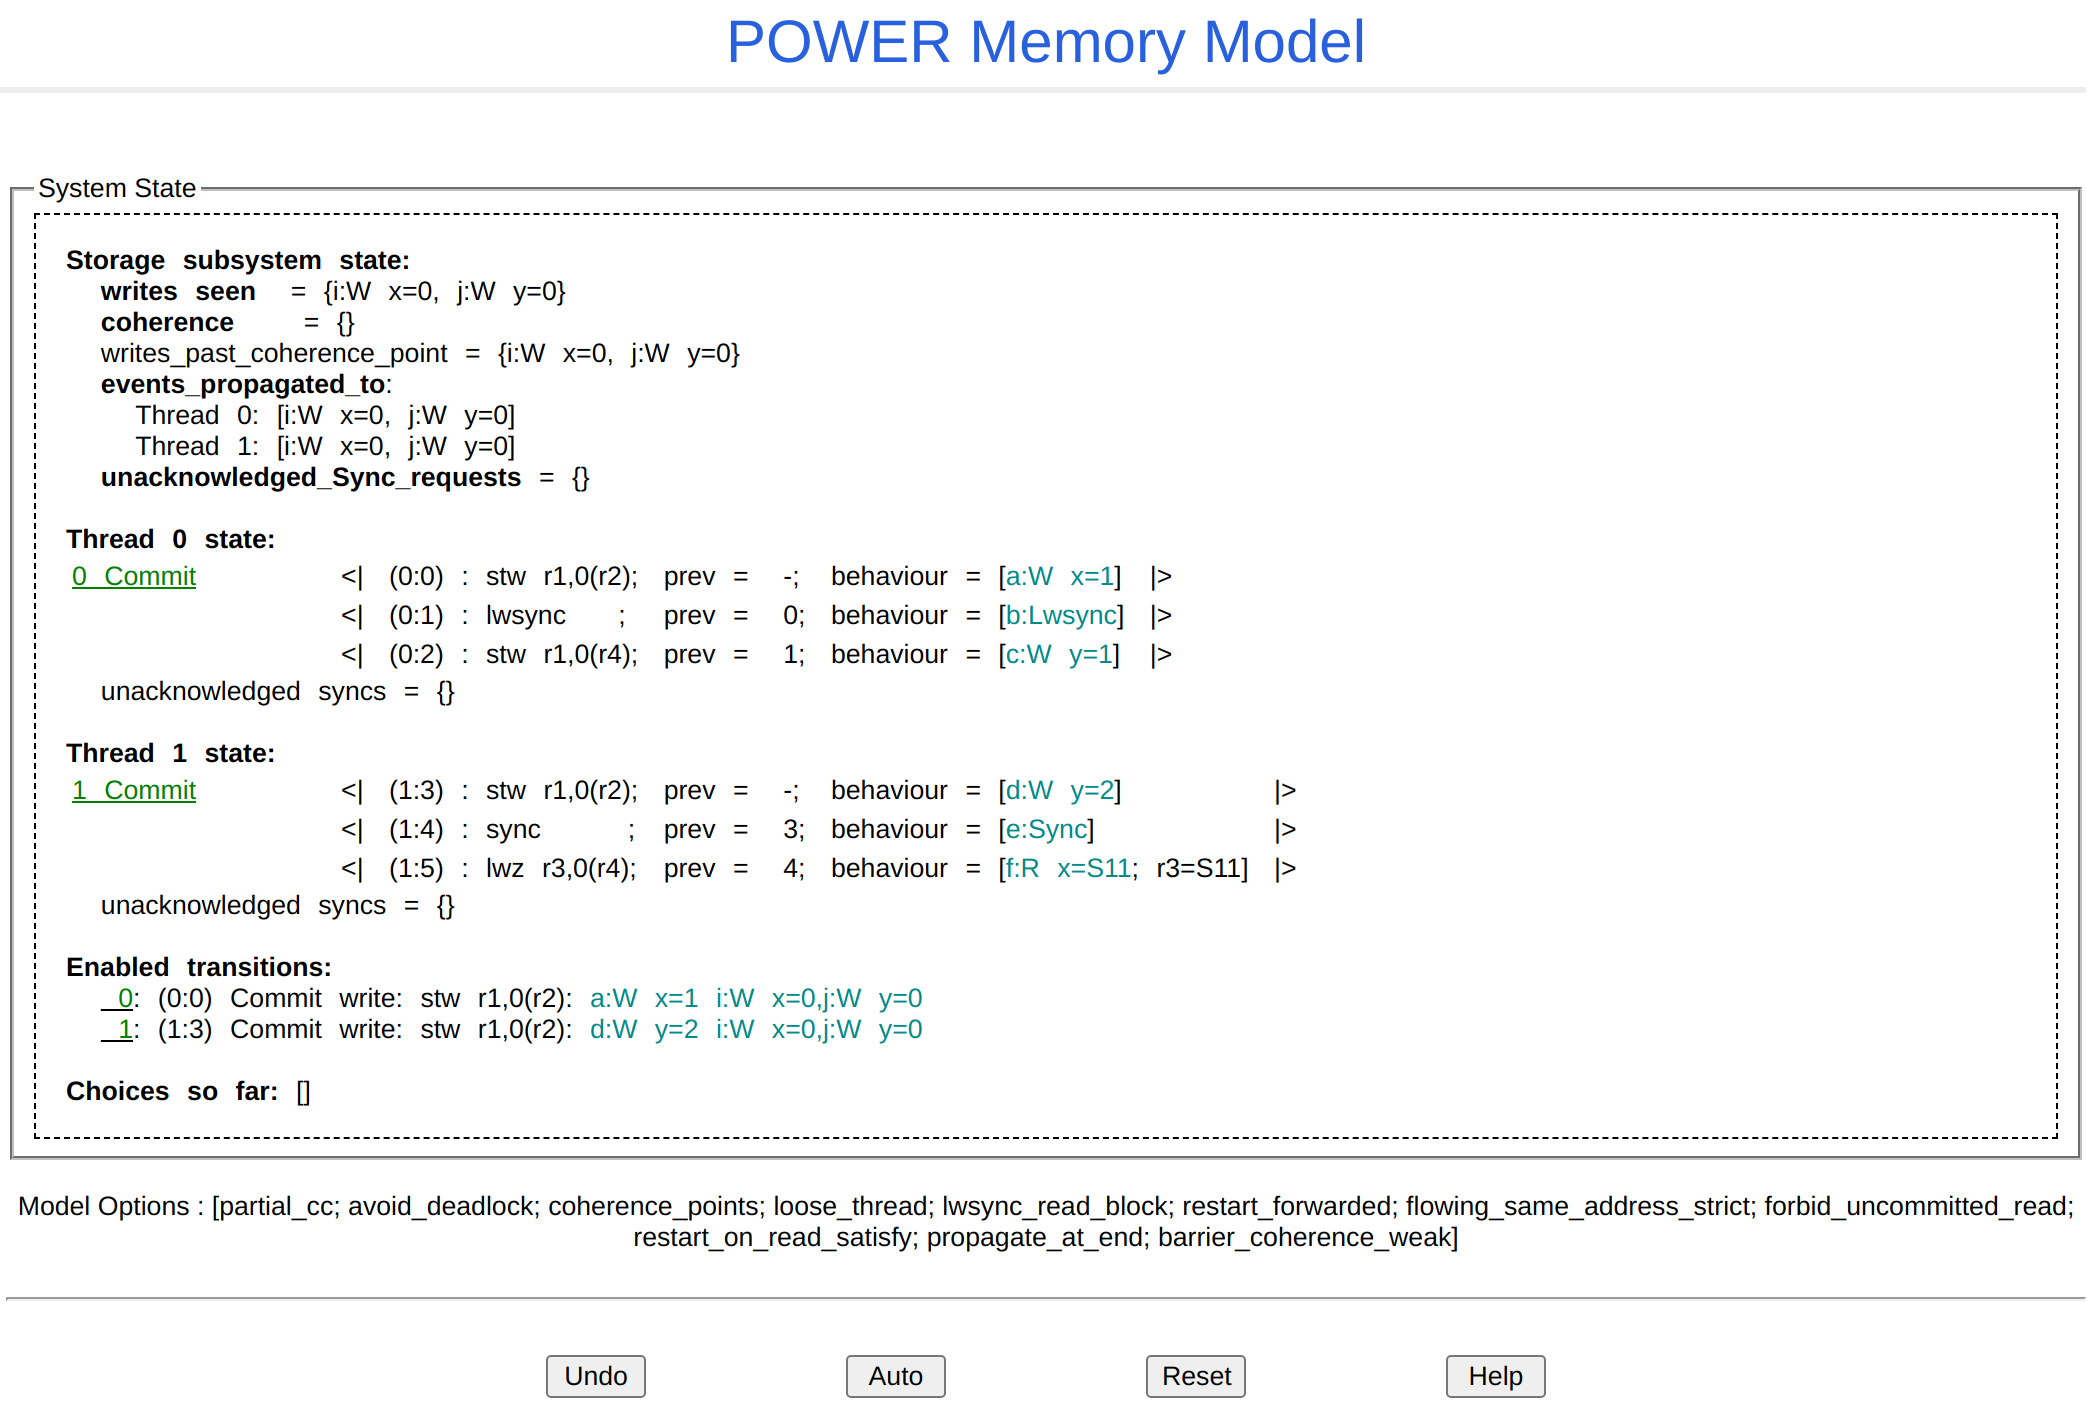 POWER Memory Model
System State
Storage subsystem state:
writes seen = {i:W x=0, j:W y=0}
coherence = {}
writes_past_coherence_point = {i:W x=0, j:W y=0}
events_propagated_to:
Thread 0: [i:W x=0, j:W y=0]
Thread 1: [i:W x=0, j:W y=0]
unacknowledged_Sync_requests = {}
Thread 0 state:
0 Commit <| (0:0) : stw r1,0(r2); prev = -; behaviour = [a:W x=1] |>
<| (0:1) : lwsync ; prev = 0; behaviour = [b:Lwsync] |>
<| (0:2) : stw r1,0(r4); prev = 1; behaviour = [c:W y=1] |>
unacknowledged syncs = {}
Thread 1 state:
1 Commit <| (1:3) : stw r1,0(r2); prev = -; behaviour = [d:W y=2] |>
<| (1:4) : sync ; prev = 3; behaviour = [e:Sync] |>
<| (1:5) : lwz r3,0(r4); prev = 4; behaviour = [f:R x=S11; r3=S11] |>
unacknowledged syncs = {}
Enabled transitions:
0: (0:0) Commit write: stw r1,0(r2): a:W x=1 i:W x=0,j:W y=0
1: (1:3) Commit write: stw r1,0(r2): d:W y=2 i:W x=0,j:W y=0
Choices so far: []
Model Options : [partial_cc; avoid_deadlock; coherence_points; loose_thread; lwsync_read_block; restart_forwarded; flowing_same_address_strict; forbid_uncommitted_read;
restart_on_read_satisfy; propagate_at_end; barrier_coherence_weak]
Undo Auto Reset Help